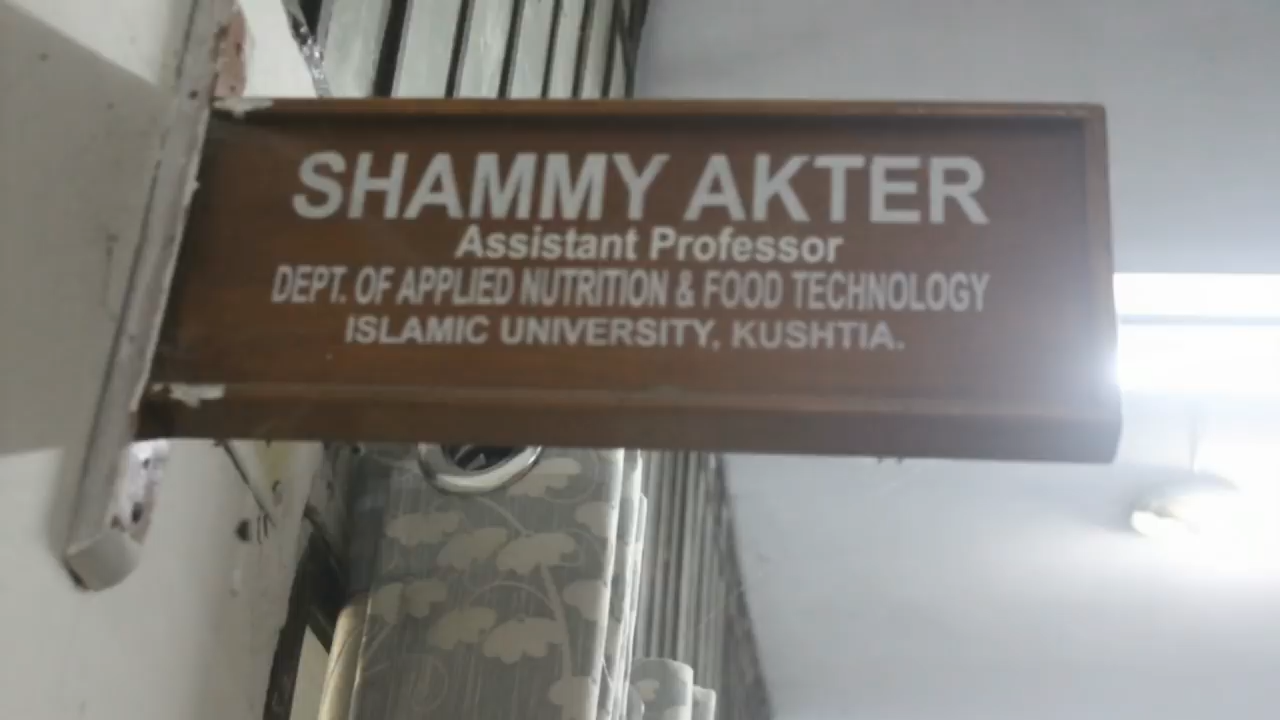 SHAMMY AKTER
Assistant Professor
DEPT. OF APPLIED NUTRITION & FOOD TECHNOLOGY
ISLAMIC UNIVERSITY, KUSHTIA.